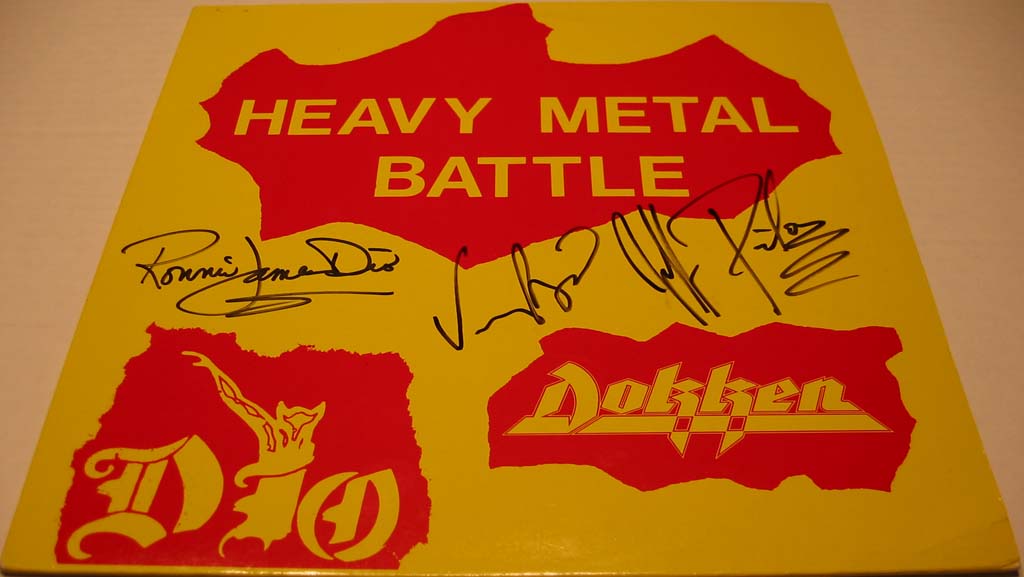 HEAVY METAL
BATTLE
Ronnie James Dio
DIO
Dokken